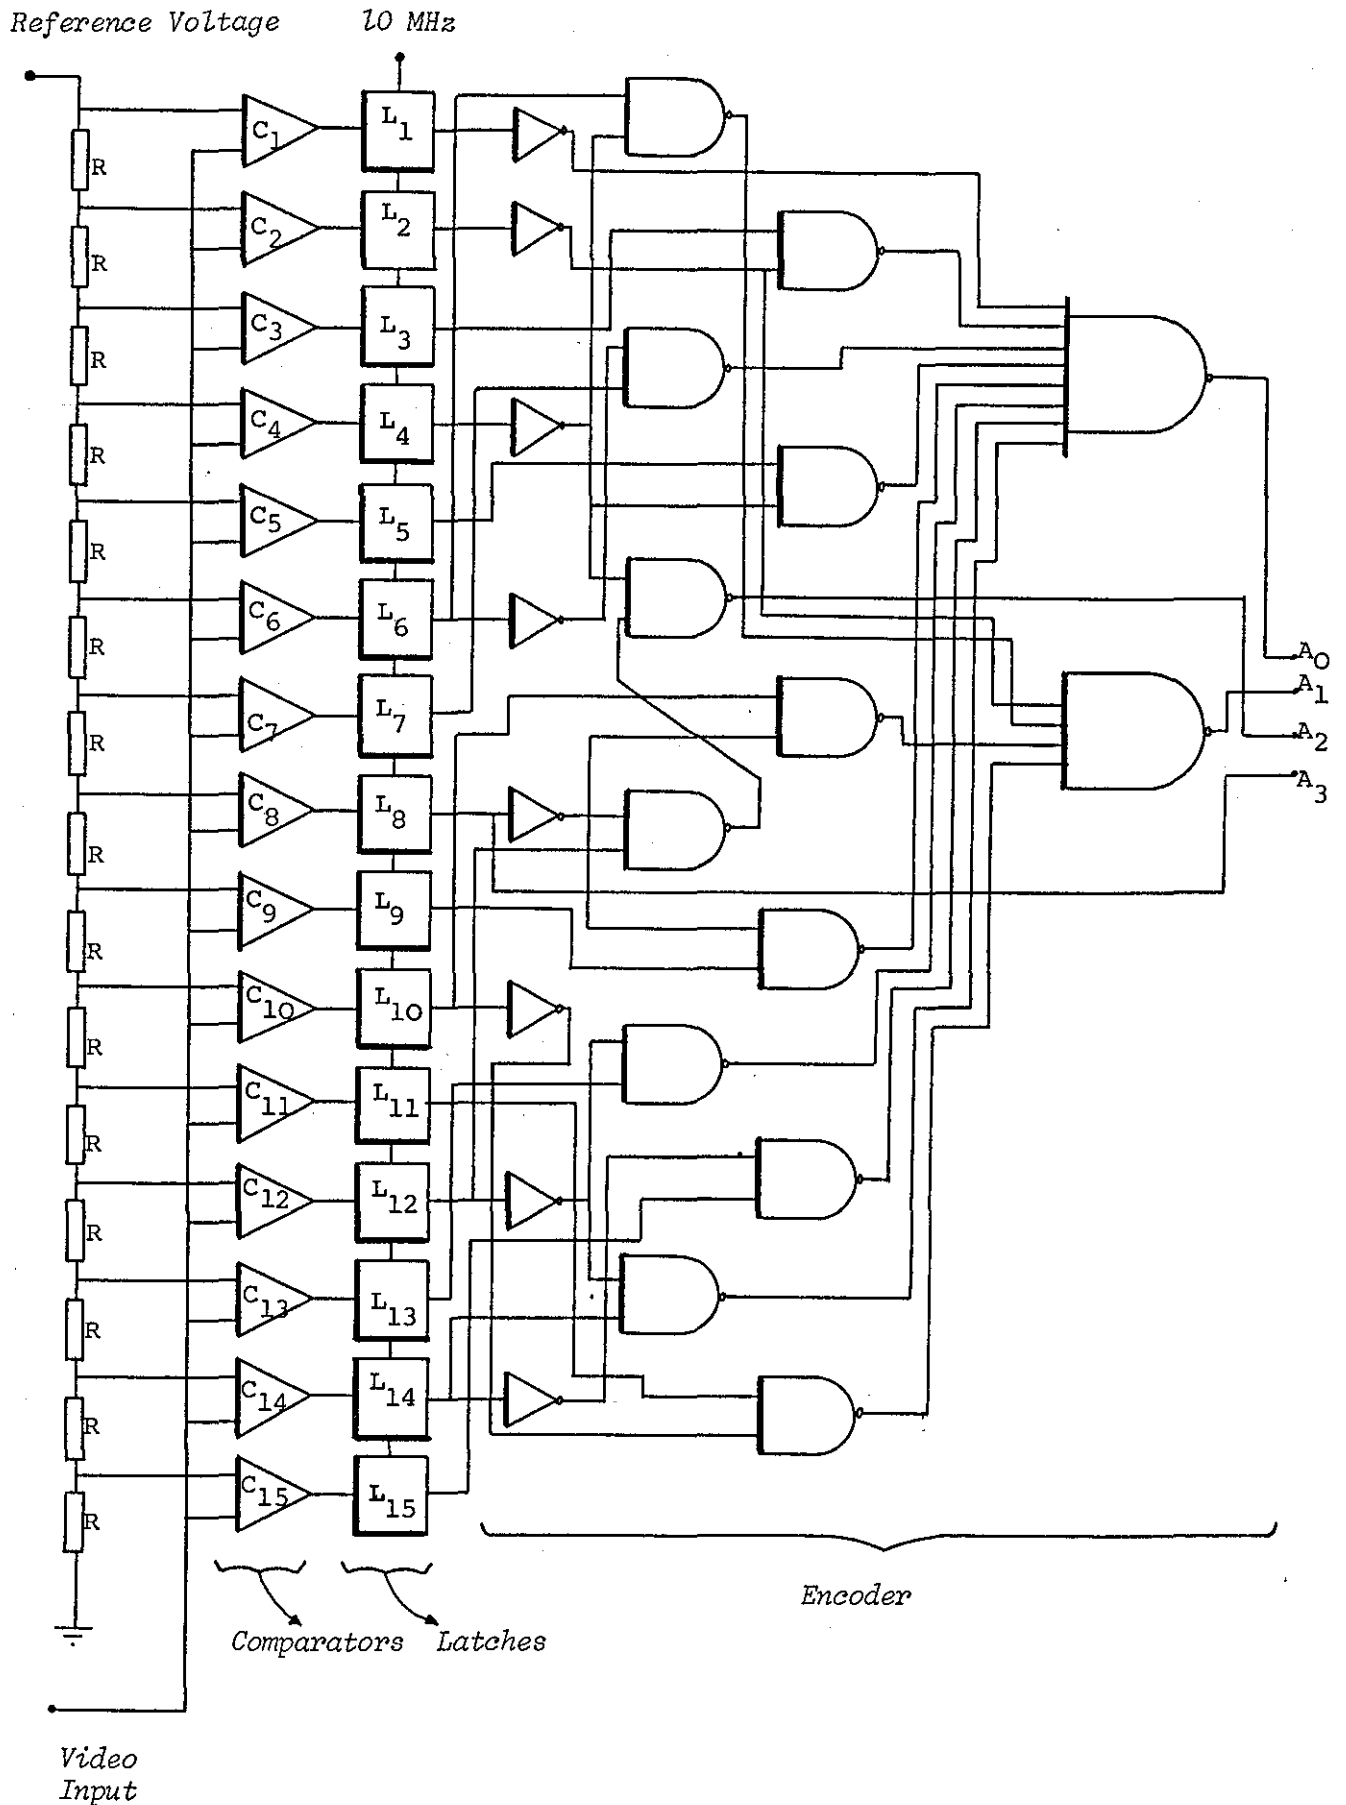 Reference Voltage
10 MHz
C1
L1
R
C2
L2
R
C3
L3
R
C4
L4
R
C5
L5
R
C6
L6
R
C7
L7
R
C8
L8
R
C9
L9
R
C10
L10
R
C11
L11
R
C12
L12
R
C13
L13
R
C14
L14
R
C15
L15
R
A0
A1
A2
A3
Encoder
Comparators
Latches
Video
Input